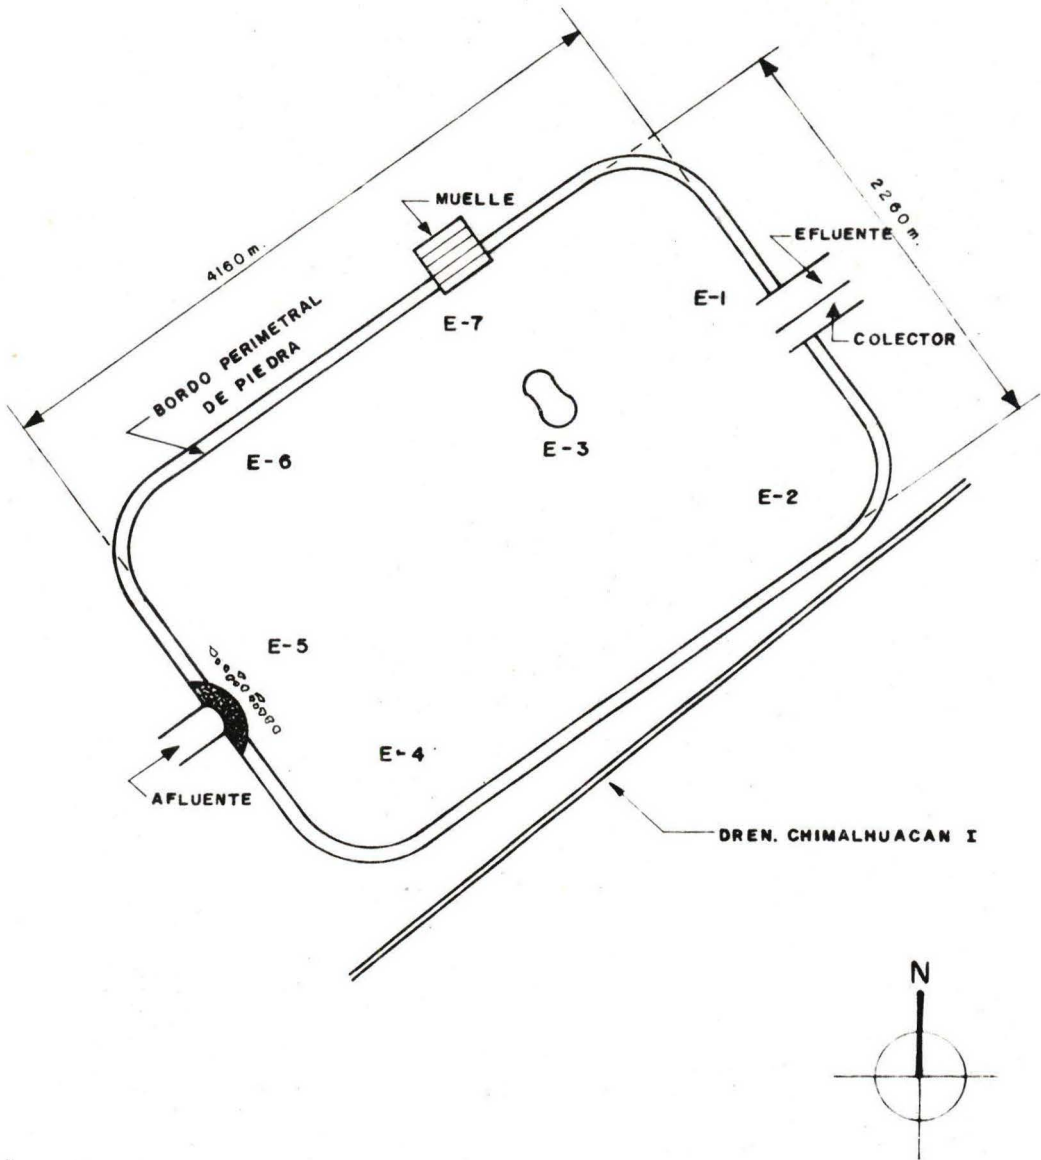 4160 m.
2260 m.
MUELLE
EFLUENTE
E-1
E-7
COLECTOR
BORDO PERIMETRAL
DE PIEDRA
E-3
E-6
E-2
E-5
E-4
AFLUENTE
DREN. CHIMALHUACAN I
N